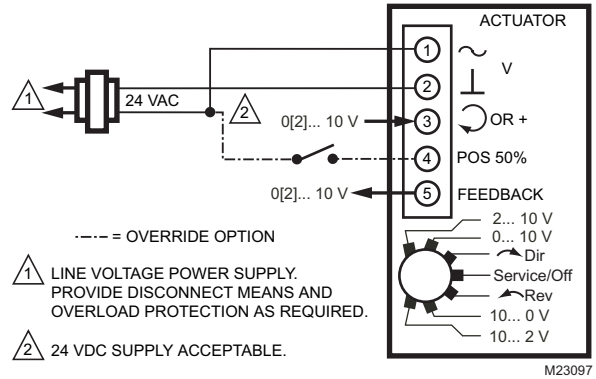 ACTUATOR
1
V
2
1
24 VAC
2
0[2]... 10 V
3
OR +
4
POS 50%
0[2]... 10 V
5
FEEDBACK
= OVERRIDE OPTION
2... 10 V
0... 10 V
Dir
Service/Off
Rev
10... 0 V
10... 2 V
1 LINE VOLTAGE POWER SUPPLY.
PROVIDE DISCONNECT MEANS AND
OVERLOAD PROTECTION AS REQUIRED.
2 24 VDC SUPPLY ACCEPTABLE.
M23097